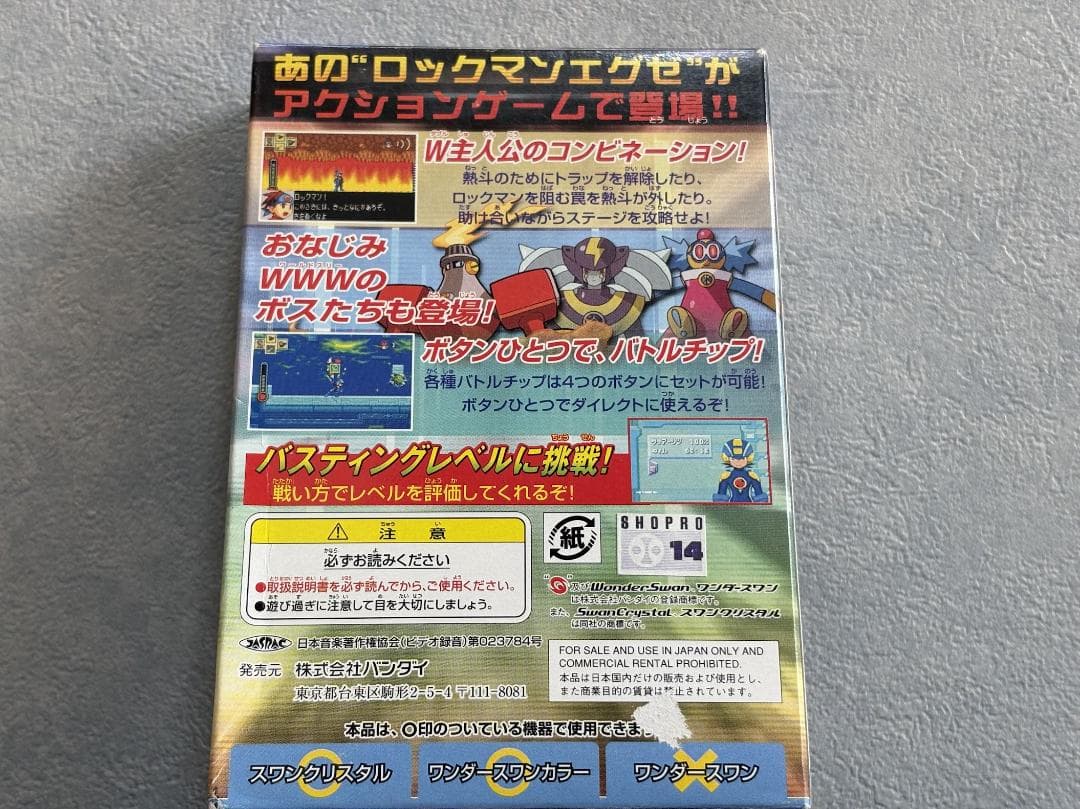 あの“ロックマンエグゼ”が
アクションゲームで登場!!
W主人公のコンビネーション!
熱斗のためにトラップを解除したり、
ロックマンを阻む罠を熱斗が外したり。
助け合いながらステージを攻略せよ!
ロックマン!
おなじみ
WWWの
ボスたちも登場!
ボタンひとつで、バトルチップ!
各種バトルチップは4つのボタンにセットが可能!
ボタンひとつでダイレクトに使えるぞ!
バスティングレベルに挑戦!
戦い方でレベルを評価してくれるぞ!
注意
必ずお読みください
●取扱説明書を必ず読んでから、ご使用ください。
●遊び過ぎに注意して目を大切にしましょう。
紙
SHOPRO
14
及びWonderSwan、ワンダースワン
は株式会社バンダイの登録商標です。
また、SwanCrystal、スワンクリスタル
は同社の商標です。
JASRAC 日本音楽著作権協会(ビデオ録音)第023784号
発売元 株式会社バンダイ
東京都台東区駒形2-5-4 〒111-8081
FOR SALE AND USE IN JAPAN ONLY AND
COMMERCIAL RENTAL PROHIBITED.
本品は日本国内だけの販売および使用とし、
また商業目的の賃貸は禁止されています。
本品は、○印のついている機器で使用できま
スワンクリスタル
ワンダースワンカラー
ワンダースワン